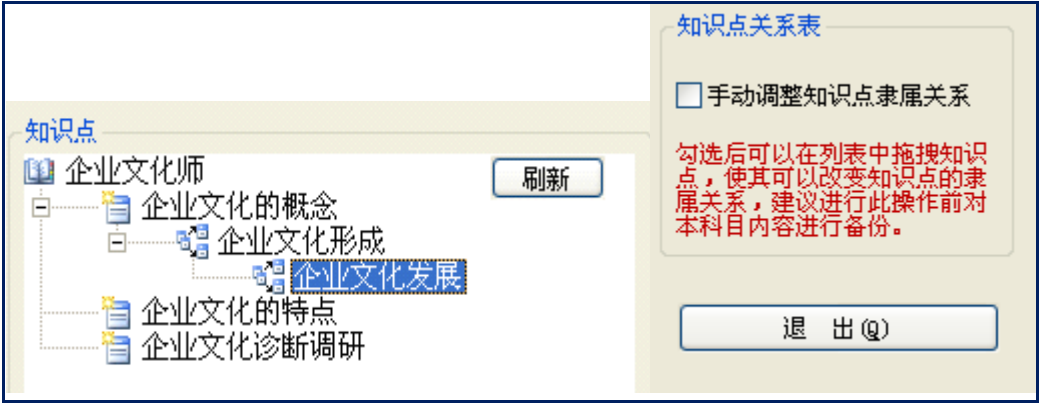 知识点
企业文化师
刷新
企业文化的概念
企业文化形成
企业文化发展
企业文化的特点
企业文化诊断调研
知识点关系表
手动调整知识点隶属关系
勾选后可以在列表中拖拽知识
点，使其可以改变知识点的隶
属关系，建议进行此操作前对
本科目内容进行备份。
退 出(Q)